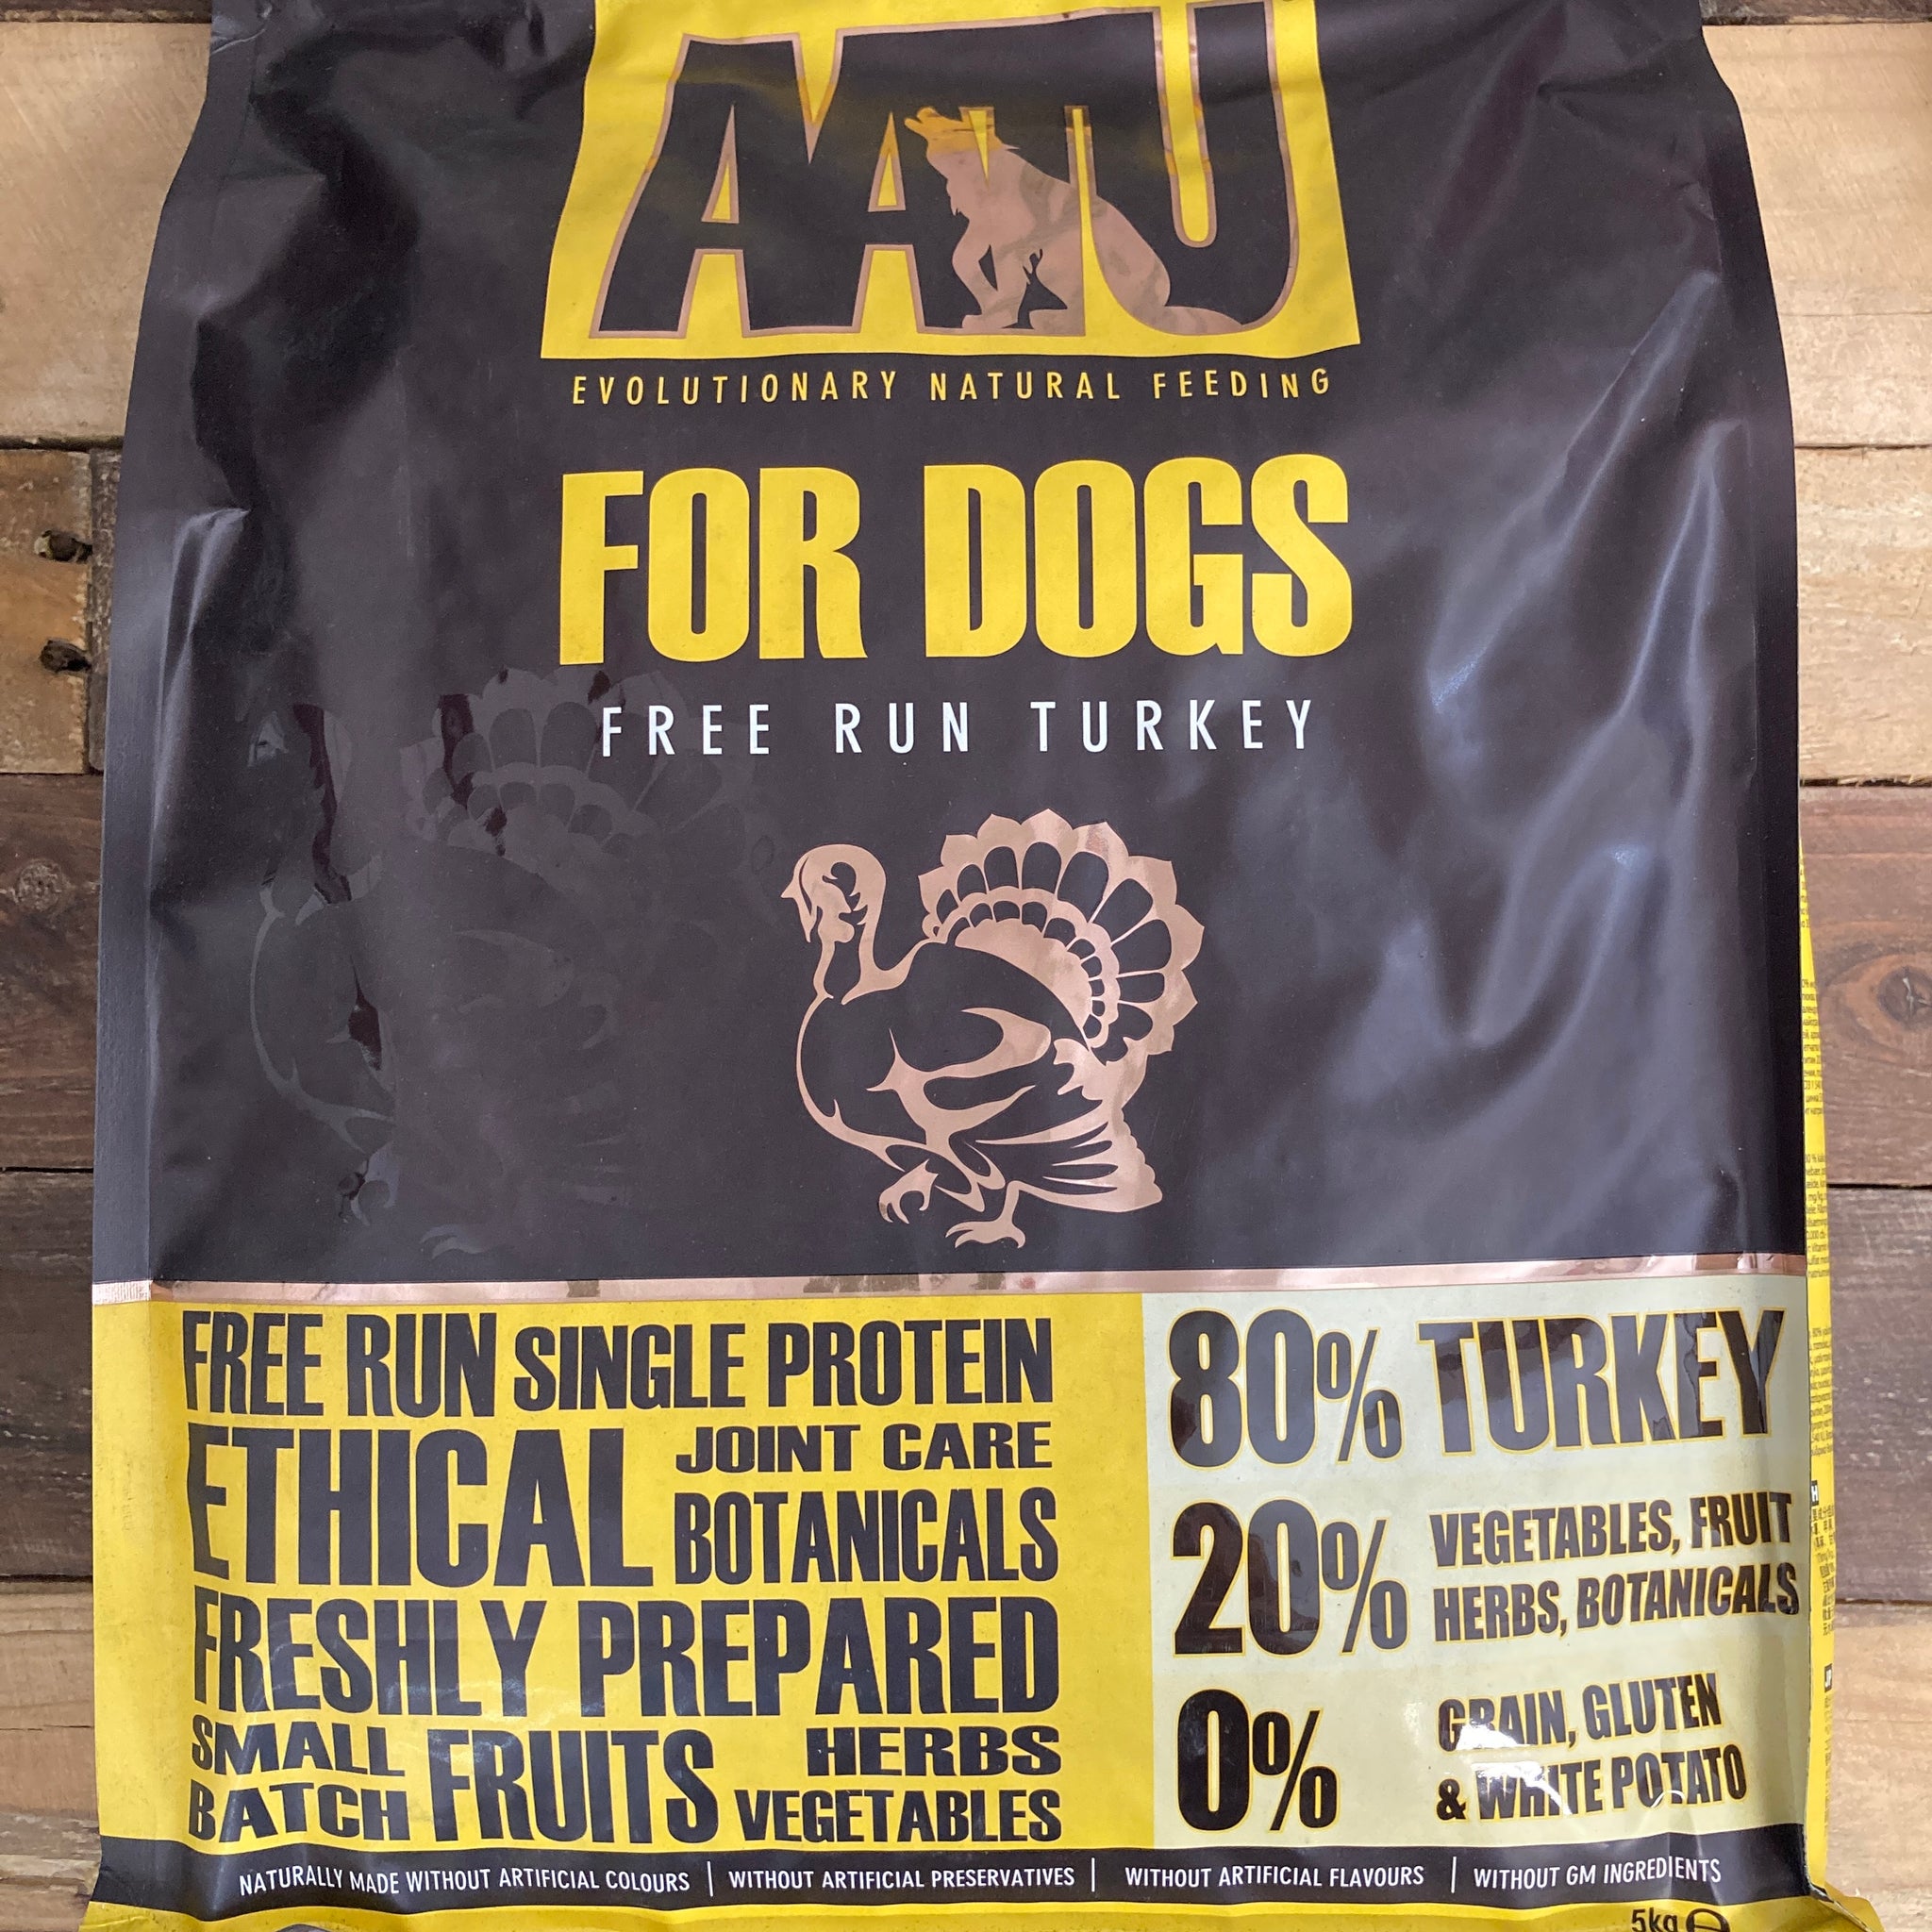 AATU
EVOLUTIONARY NATURAL FEEDING
FOR DOGS
FREE RUN TURKEY
FREE RUN SINGLE PROTEIN
ETHICAL JOINT CARE
BOTANICALS
FRESHLY PREPARED
SMALL BATCH FRUITS HERBS
VEGETABLES
80% TURKEY
20% VEGETABLES, FRUIT
HERBS, BOTANICALS
0% GRAIN, GLUTEN
& WHITE POTATO
NATURALLY MADE WITHOUT ARTIFICIAL COLOURS | WITHOUT ARTIFICIAL PRESERVATIVES | WITHOUT ARTIFICIAL FLAVOURS | WITHOUT GM INGREDIENTS
5kg e